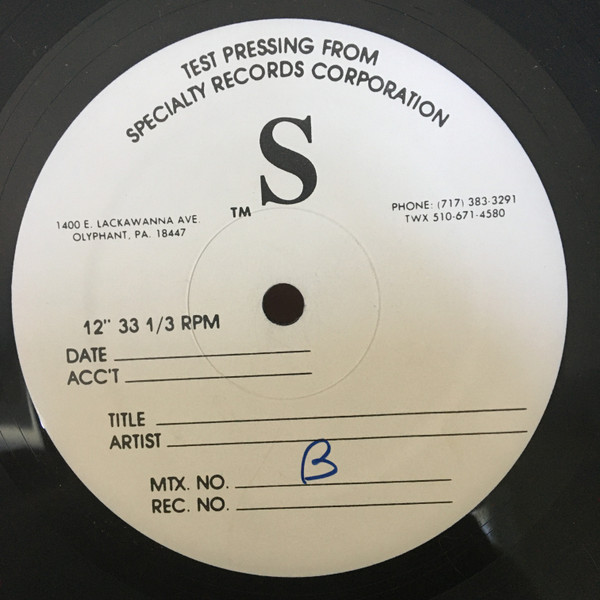 TEST PRESSING FROM
SPECIALTY RECORDS CORPORATION
S
TM
1400 E. LACKAWANNA AVE.
OLYPHANT, PA. 18447
PHONE: (717) 383-3291
TWX 510-671-4580
12" 33 1/3 RPM
DATE
ACC'T
TITLE
ARTIST
B
MTX. NO.
REC. NO.